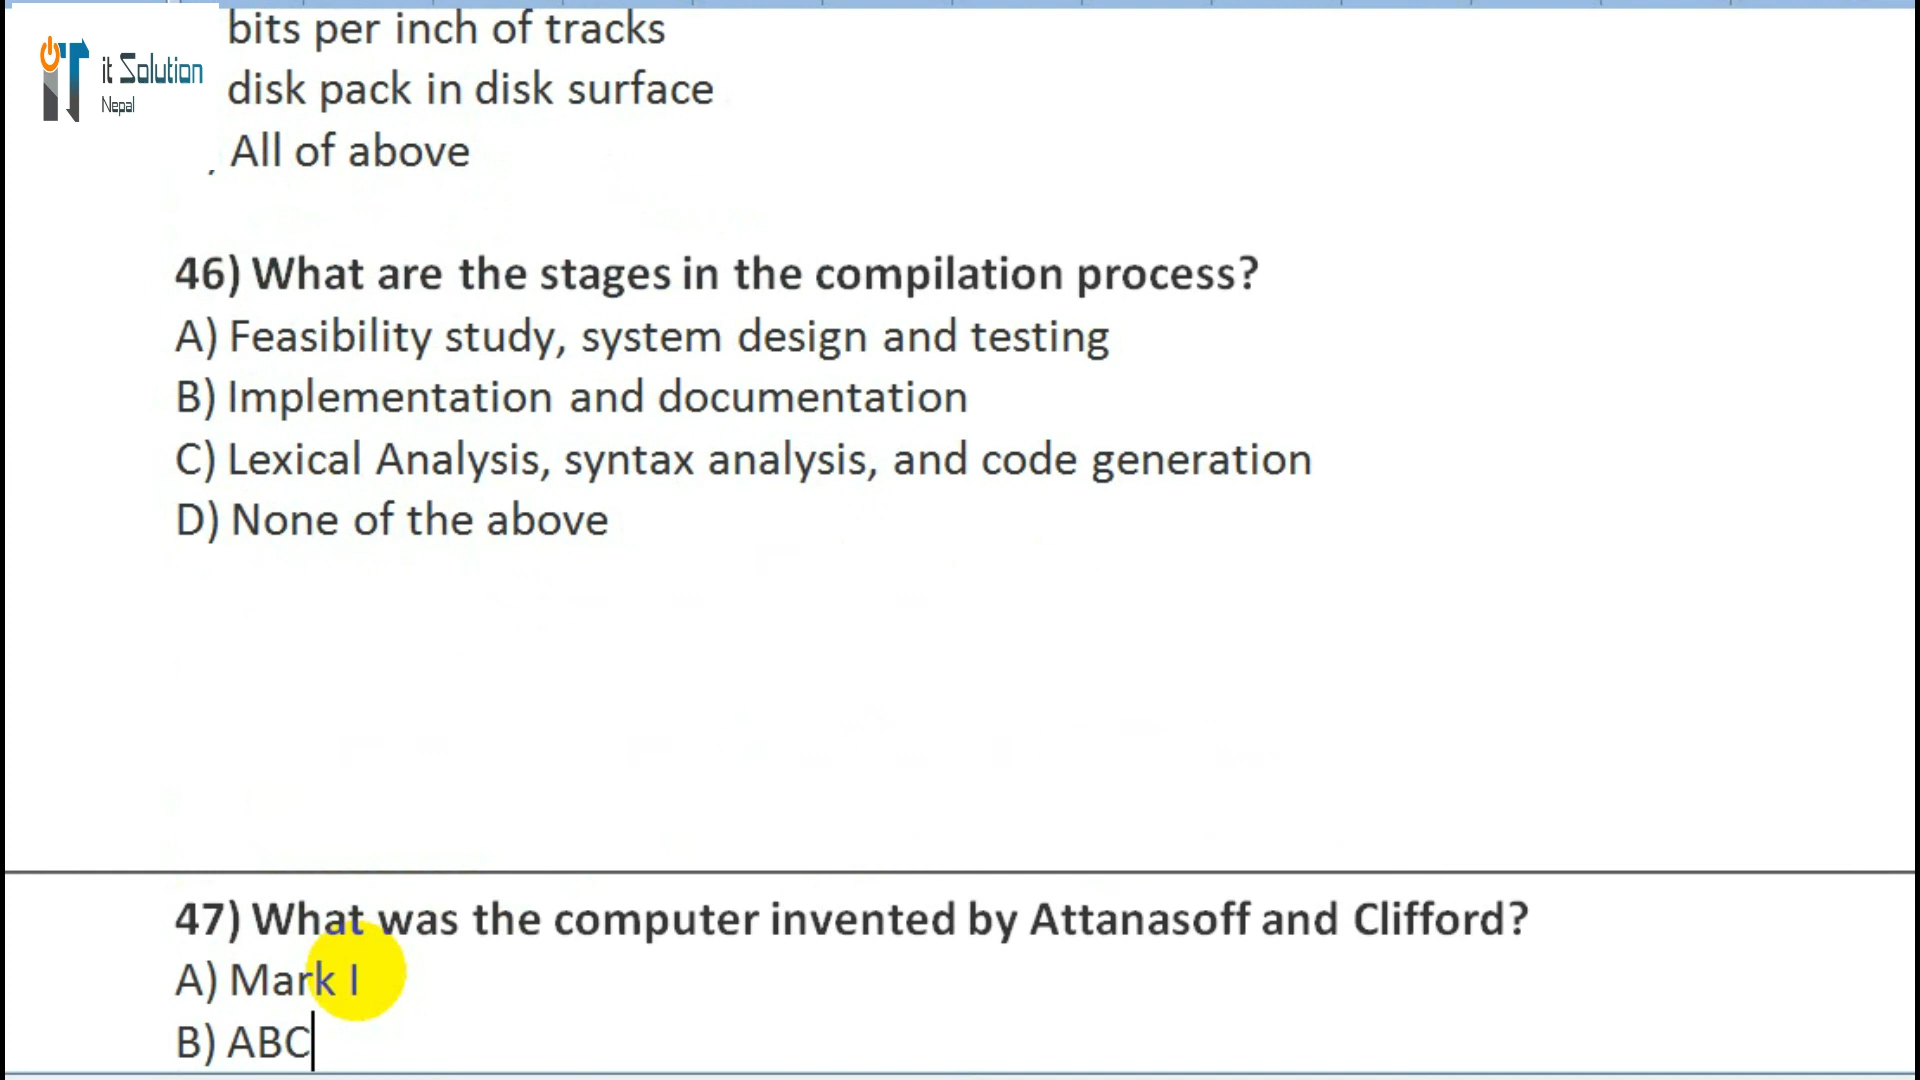 it Solution
Nepal
bits per inch of tracks
disk pack in disk surface
All of above
46) What are the stages in the compilation process?
A) Feasibility study, system design and testing
B) Implementation and documentation
C) Lexical Analysis, syntax analysis, and code generation
D) None of the above
47) What was the computer invented by Attanasoff and Clifford?
A) Mark I
B) ABC